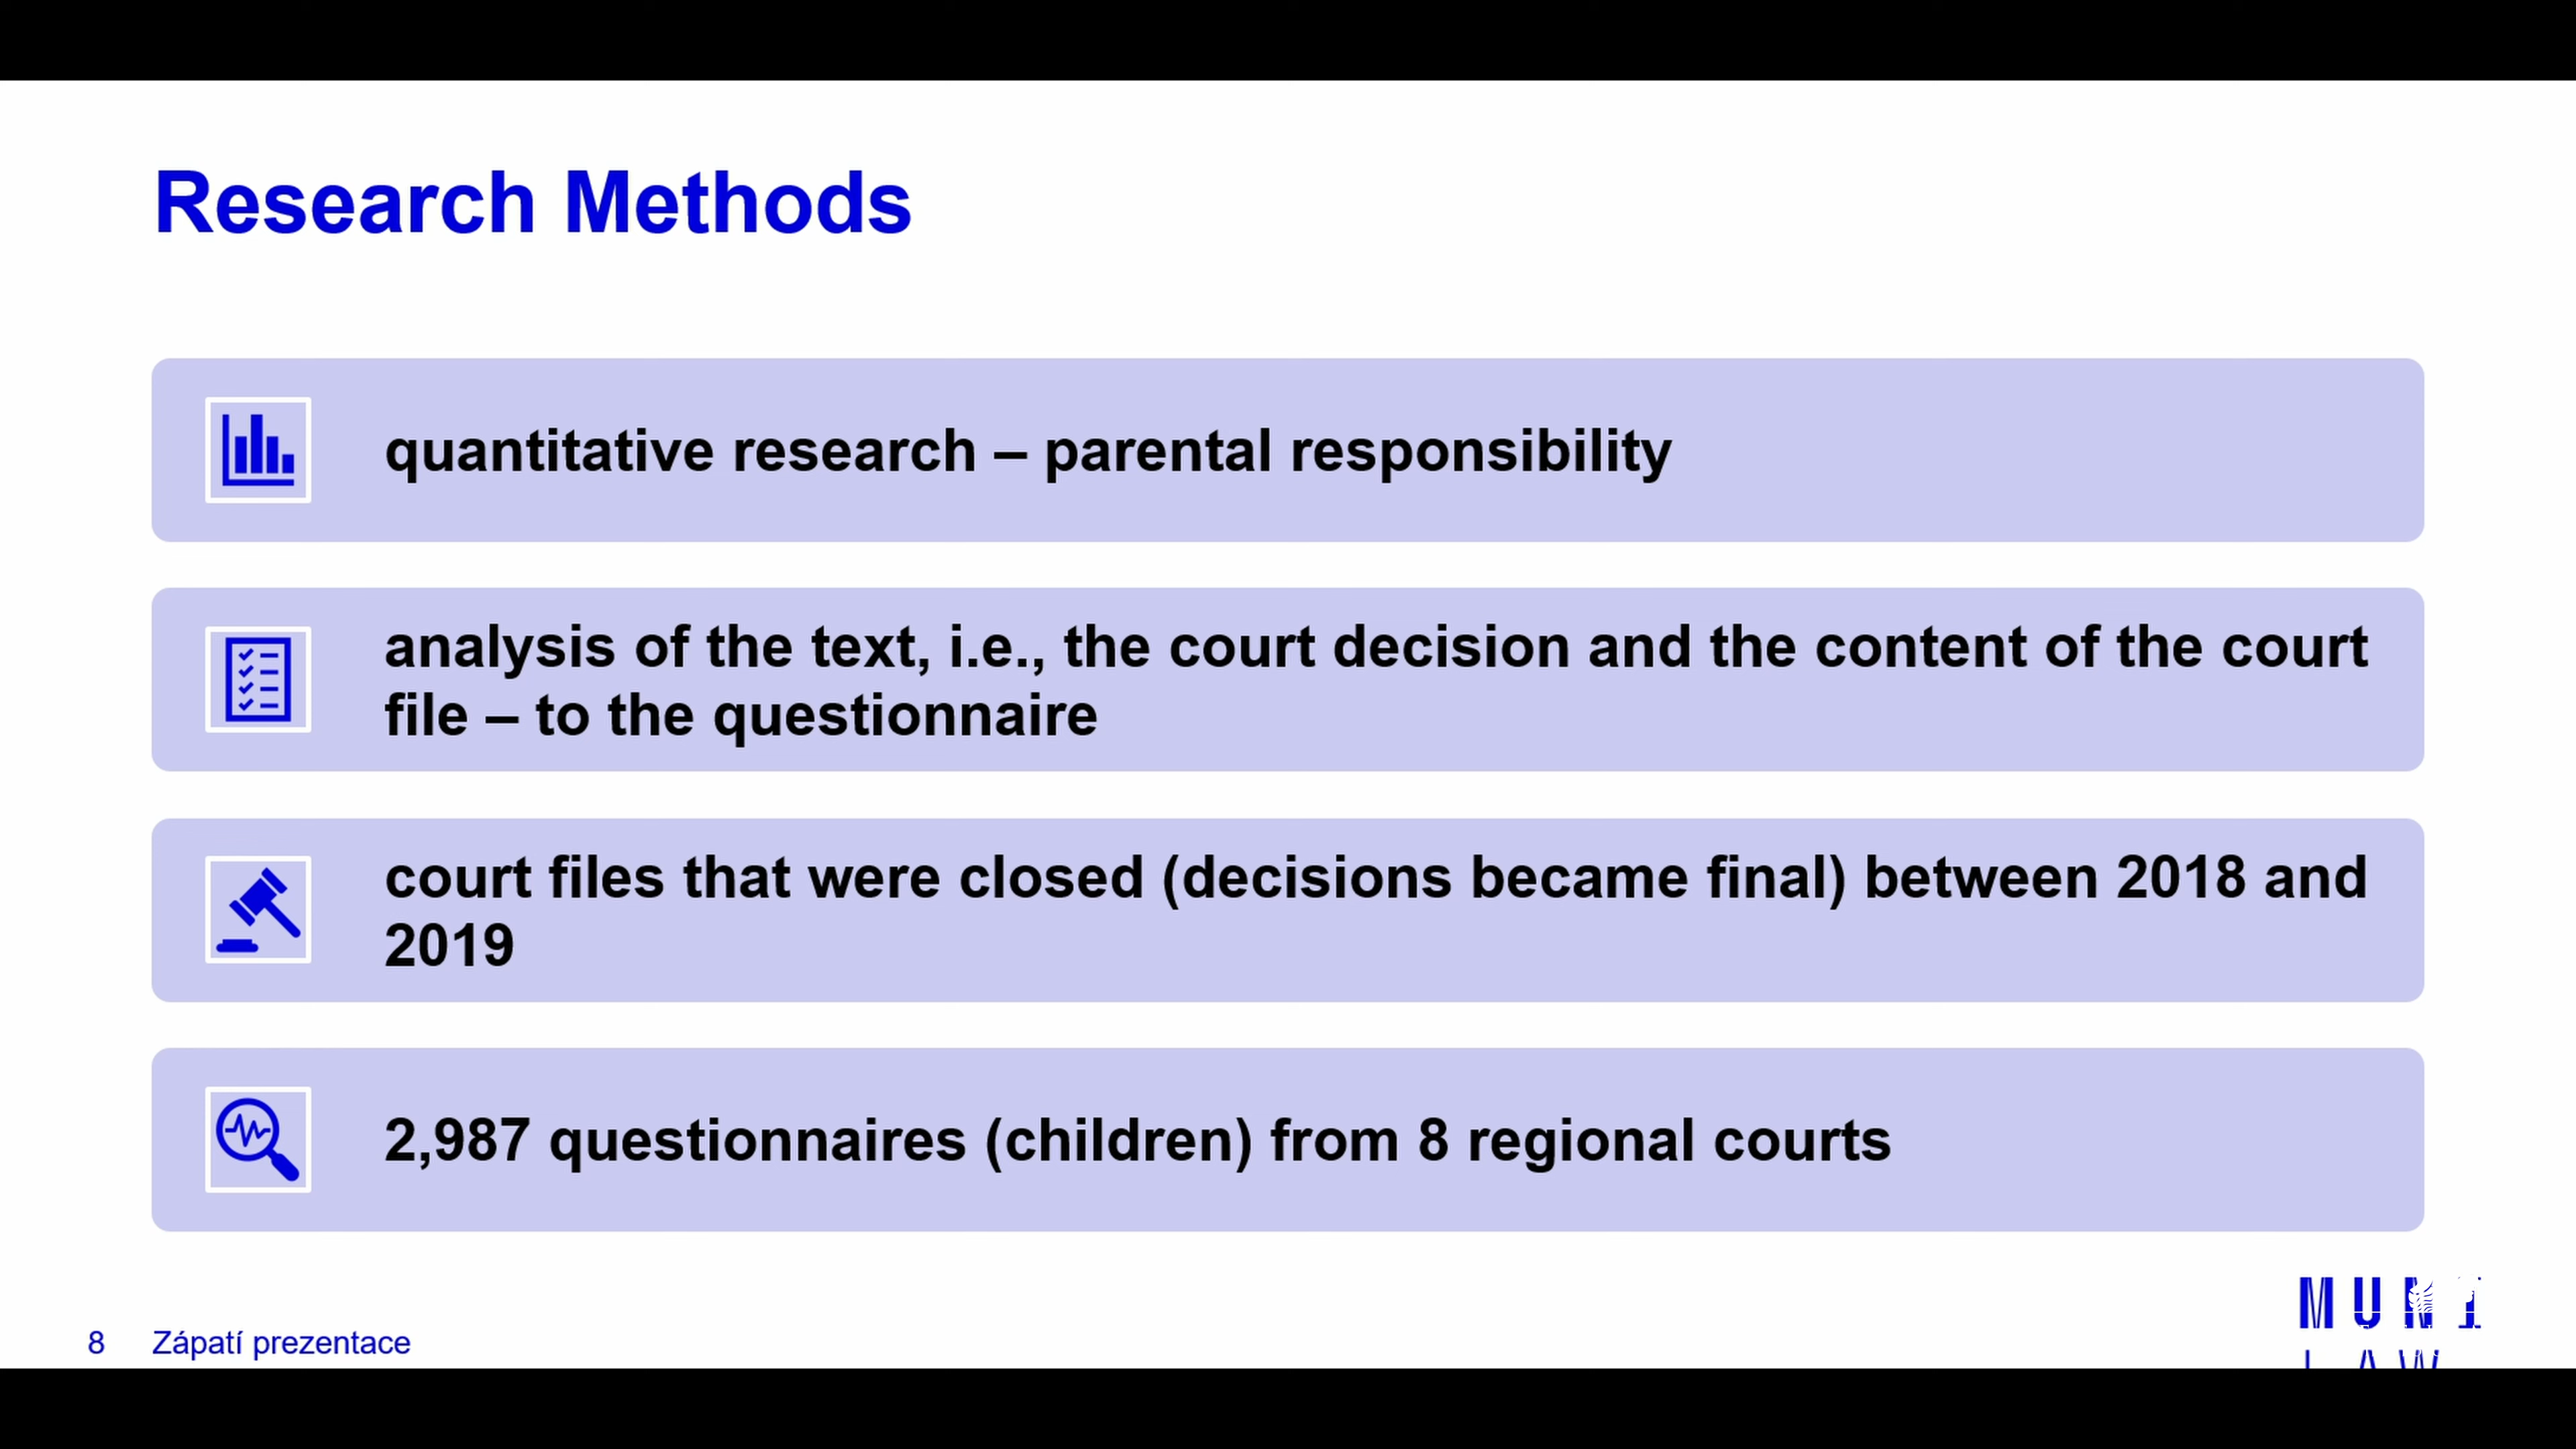 Research Methods
quantitative research – parental responsibility
analysis of the text, i.e., the court decision and the content of the court
file – to the questionnaire
court files that were closed (decisions became final) between 2018 and
2019
2,987 questionnaires (children) from 8 regional courts
8 Zápatí prezentace
MUNI
LAW